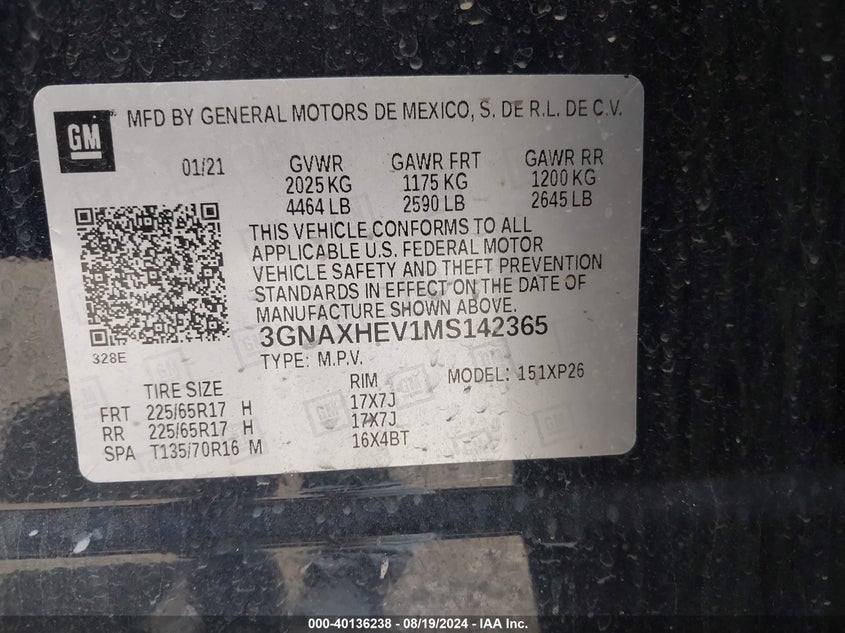 GM
MFD BY GENERAL MOTORS DE MEXICO, S. DE R.L. DE C.V.
01/21 GVWR GAWR FRT GAWR RR
2025 KG 1175 KG 1200 KG
4464 LB 2590 LB 2645 LB
THIS VEHICLE CONFORMS TO ALL
APPLICABLE U.S. FEDERAL MOTOR
VEHICLE SAFETY AND THEFT PREVENTION
STANDARDS IN EFFECT ON THE DATE OF
MANUFACTURE SHOWN ABOVE.
3GNAXHEV1MS142365
328E
TYPE: M.P.V.
MODEL: 151XP26
TIRE SIZE RIM
FRT 225/65R17 H 17X7J
RR 225/65R17 H 17X7J
SPA T135/70R16 M 16X4BT
000-40136238 - 08/19/2024 - IAA Inc.